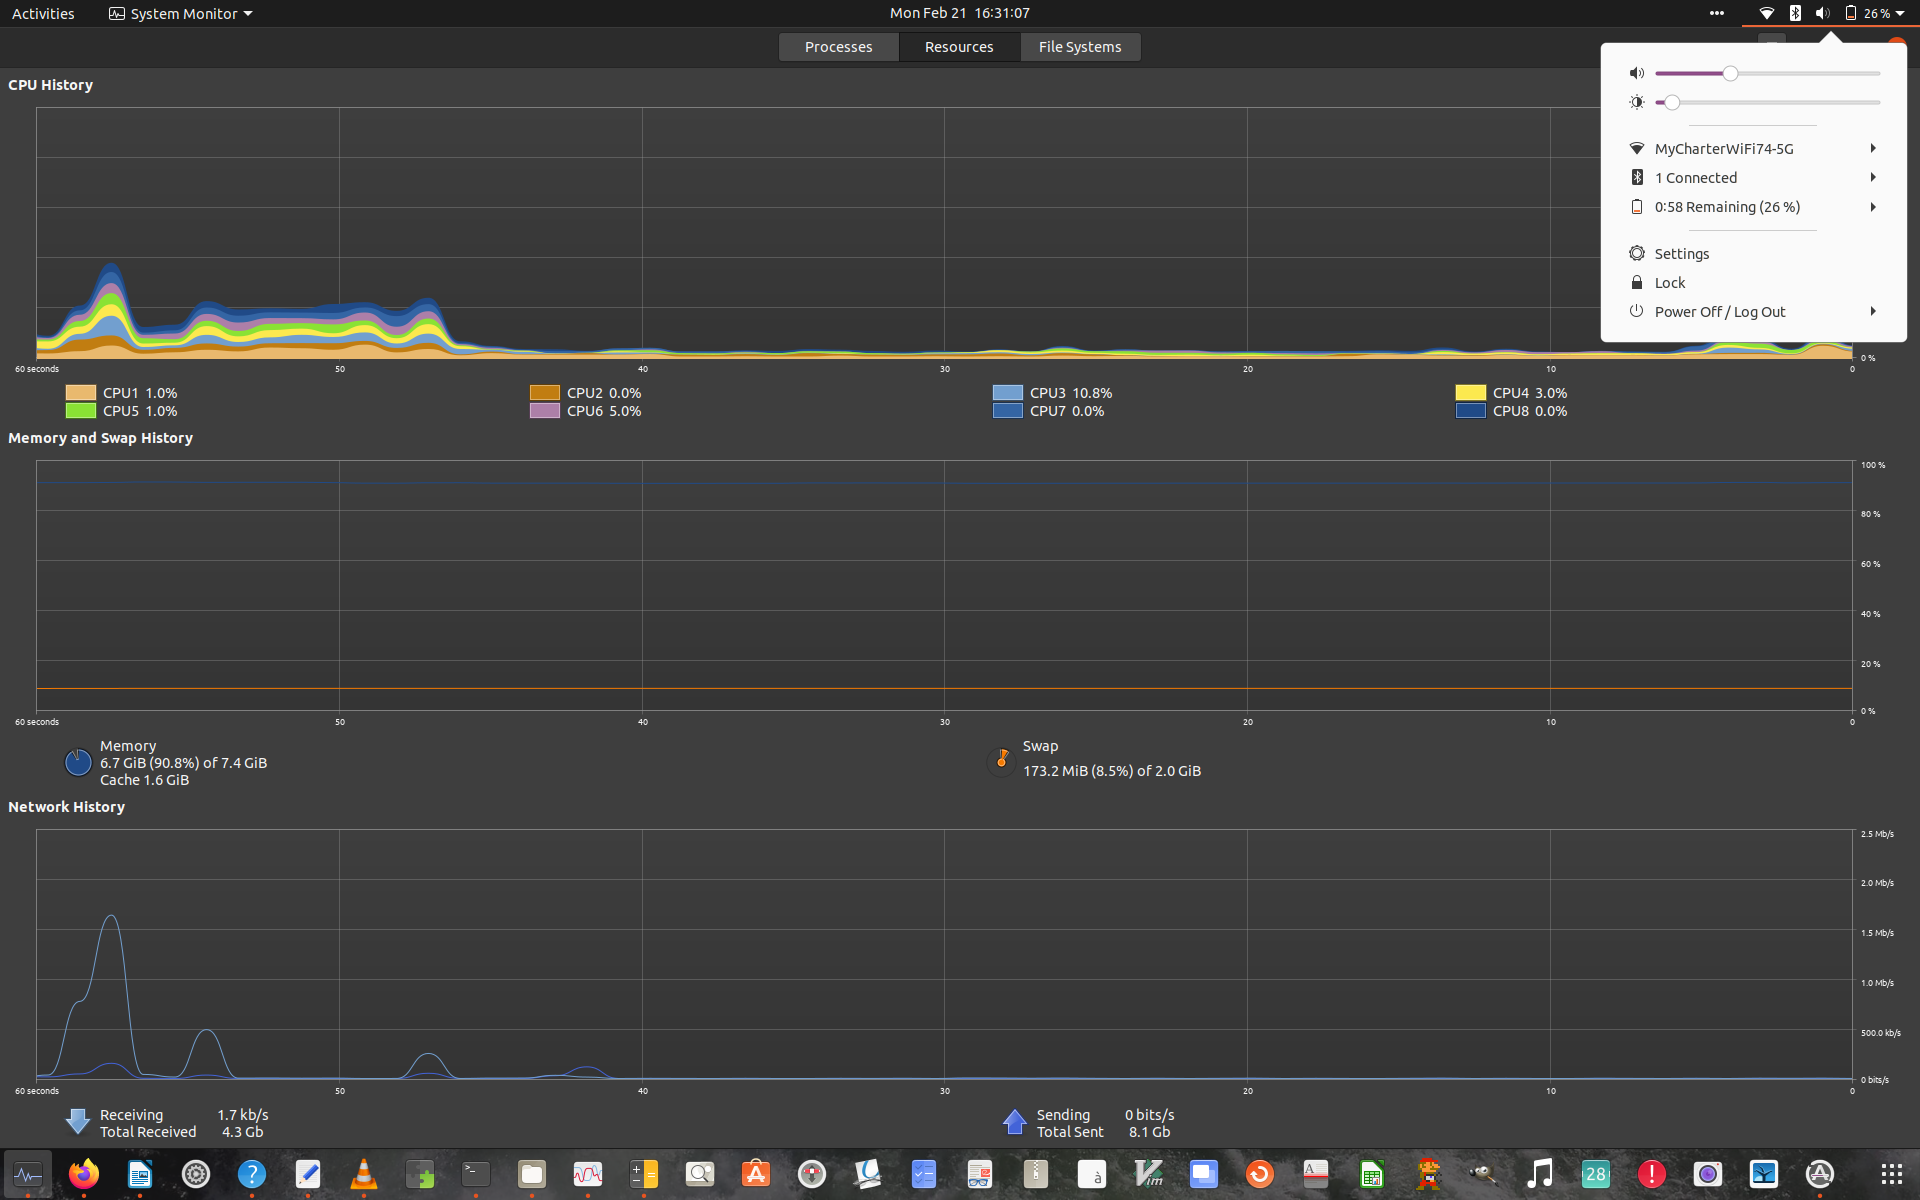 Activities System Monitor Mon Feb 21 16:31:07 26 %
Processes Resources File Systems
CPU History
MyCharterWiFi74-5G
1 Connected
0:58 Remaining (26 %)
Settings
Lock
Power Off / Log Out
0 %
60 seconds 50 40 30 20 10 0
CPU1 1.0% CPU2 0.0% CPU3 10.8% CPU4 3.0%
CPU5 1.0% CPU6 5.0% CPU7 0.0% CPU8 0.0%
Memory and Swap History
100 %
80 %
60 %
40 %
20 %
0 %
60 seconds 50 40 30 20 10 0
Memory
6.7 GiB (90.8%) of 7.4 GiB
Cache 1.6 GiB
Swap
173.2 MiB (8.5%) of 2.0 GiB
Network History
2.5 Mb/s
2.0 Mb/s
1.5 Mb/s
1.0 Mb/s
500.0 kb/s
0 bits/s
60 seconds 50 40 30 20 10 0
Receiving 1.7 kb/s
Total Received 4.3 Gb
Sending 0 bits/s
Total Sent 8.1 Gb
? >_ à Vim A 28 !